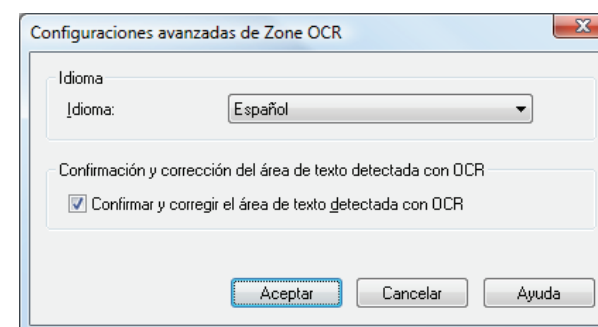 Configuraciones avanzadas de Zone OCR
Idioma
Idioma: Español
Confirmación y corrección del área de texto detectada con OCR
Confirmar y corregir el área de texto detectada con OCR
Aceptar Cancelar Ayuda